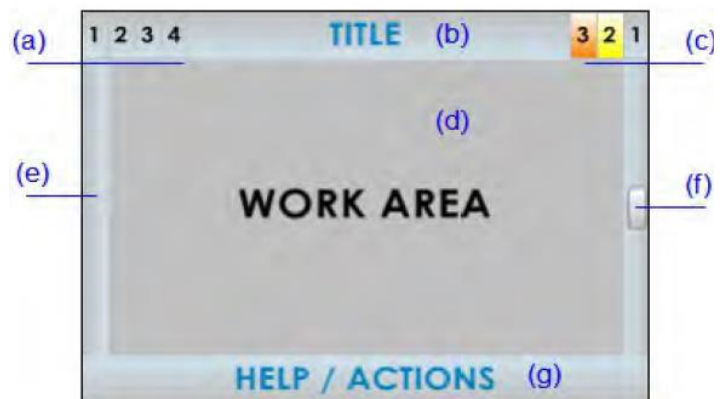 (a) 1 2 3 4 TITLE (b) 3 2 1 (c)
(d)
(e) WORK AREA (f)
HELP / ACTIONS (g)